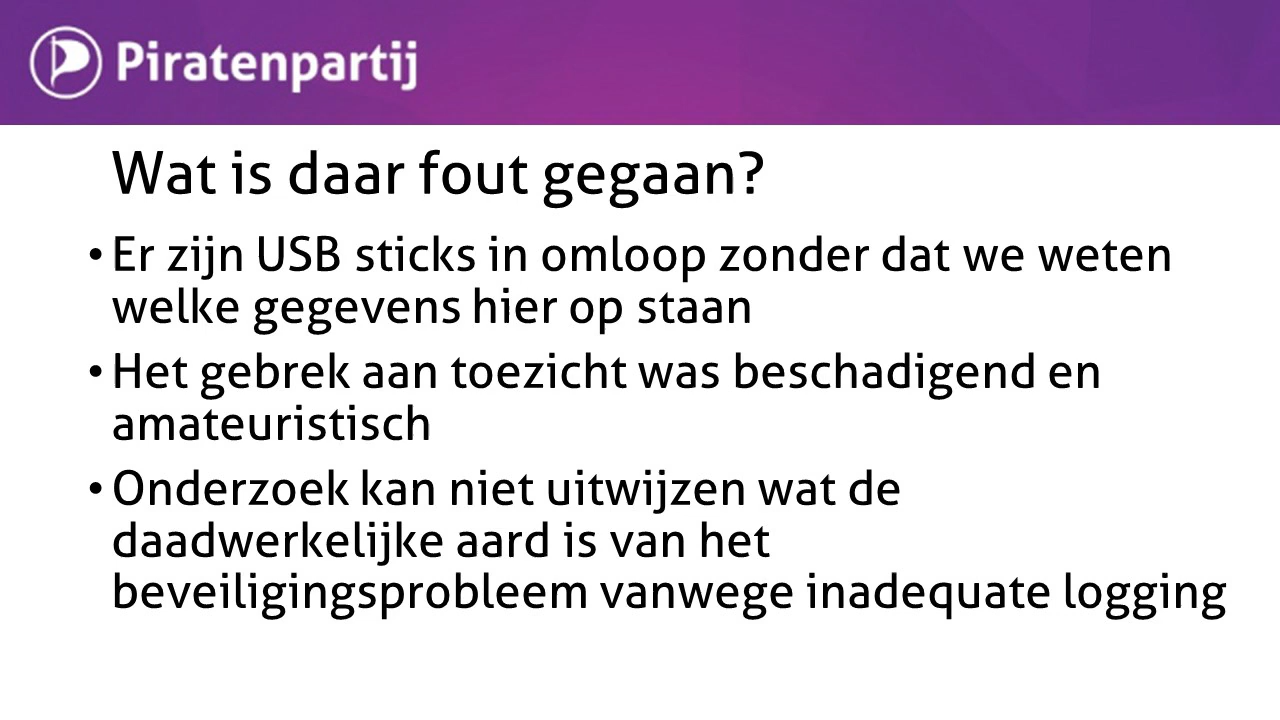 Piratenpartij
Wat is daar fout gegaan?
• Er zijn USB sticks in omloop zonder dat we weten
welke gegevens hier op staan
• Het gebrek aan toezicht was beschadigend en
amateuristisch
• Onderzoek kan niet uitwijzen wat de
daadwerkelijke aard is van het
beveiligingsprobleem vanwege inadequate logging